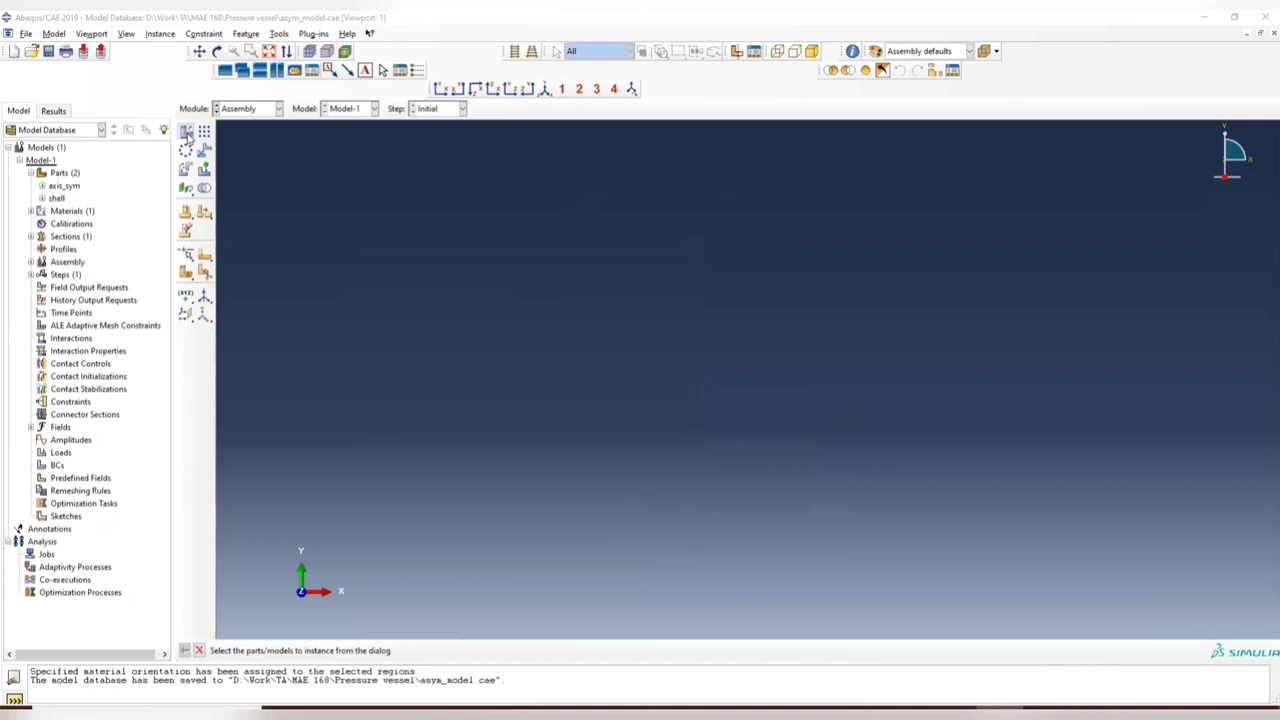 Abaqus/CAE 2019 - Model Database: D:\Work\TA\MAE 168\Pressure vessel\asym_model.cae [Viewport: 1]
File Model Viewport View Instance Constraint Feature Tools Plug-ins Help
All
Assembly defaults
1 2 3 4
Model Results
Module: Assembly Model: Model-1 Step: Initial
Model Database
Models (1)
Model-1
Parts (2)
axis_sym
shell
Materials (1)
Calibrations
Sections (1)
Profiles
Assembly
Steps (1)
Field Output Requests
History Output Requests
Time Points
ALE Adaptive Mesh Constraints
Interactions
Interaction Properties
Contact Controls
Contact Initializations
Contact Stabilizations
Constraints
Connector Sections
Fields
Amplitudes
Loads
BCs
Predefined Fields
Remeshing Rules
Optimization Tasks
Sketches
Annotations
Analysis
Jobs
Adaptivity Processes
Co-executions
Optimization Processes
(XYZ)
Y
X
Z
Y
X
Select the parts/models to instance from the dialog
SIMULIA
Specified material orientation has been assigned to the selected regions.
The model database has been saved to "D:\Work\TA\MAE 168\Pressure vessel\asym_model.cae".